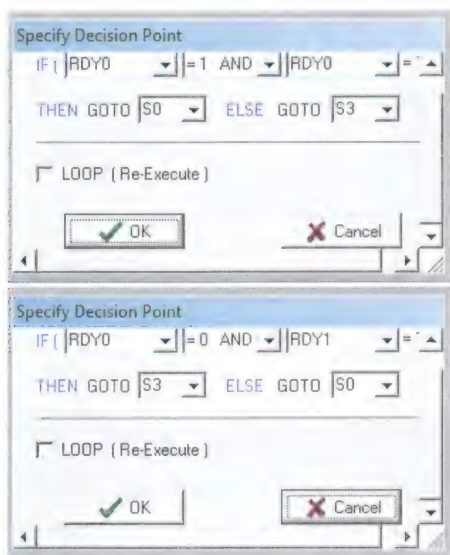 Specify Decision Point
IF ( RDY0 =1 AND RDY0 =
THEN GOTO S0 ELSE GOTO S3
LOOP ( Re-Execute )
OK Cancel
Specify Decision Point
IF ( RDY0 =0 AND RDY1 =
THEN GOTO S3 ELSE GOTO S0
LOOP ( Re-Execute )
OK Cancel